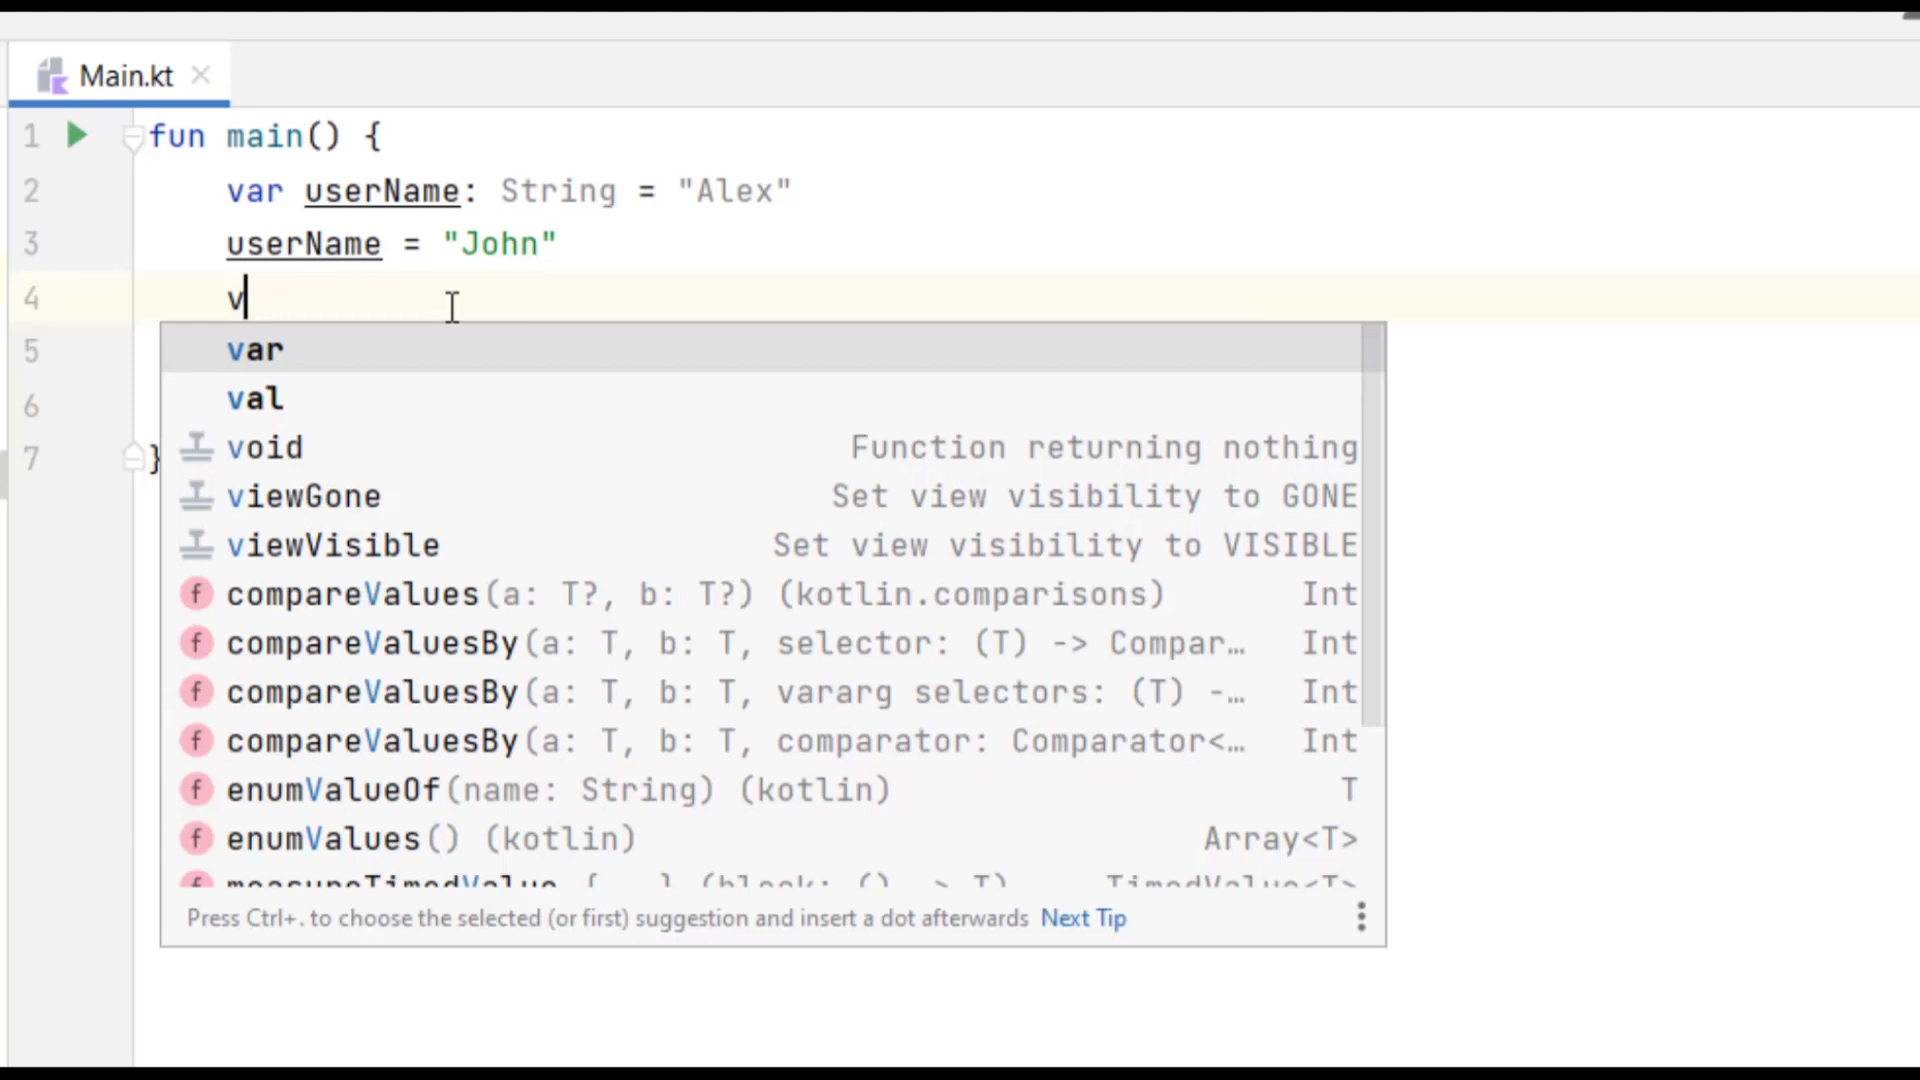 Main.kt
1 fun main() {
2 var userName: String = "Alex"
3 userName = "John"
4 v
5
6
7 }
var
val
void Function returning nothing
viewGone Set view visibility to GONE
viewVisible Set view visibility to VISIBLE
f compareValues(a: T?, b: T?) (kotlin.comparisons) Int
f compareValuesBy(a: T, b: T, selector: (T) -> Compar… Int
f compareValuesBy(a: T, b: T, vararg selectors: (T) -… Int
f compareValuesBy(a: T, b: T, comparator: Comparator<… Int
f enumValueOf(name: String) (kotlin) T
f enumValues() (kotlin) Array<T>
f measureTimedValue {...} (block: () -> T) TimedValue<T>
Press Ctrl+. to choose the selected (or first) suggestion and insert a dot afterwards Next Tip